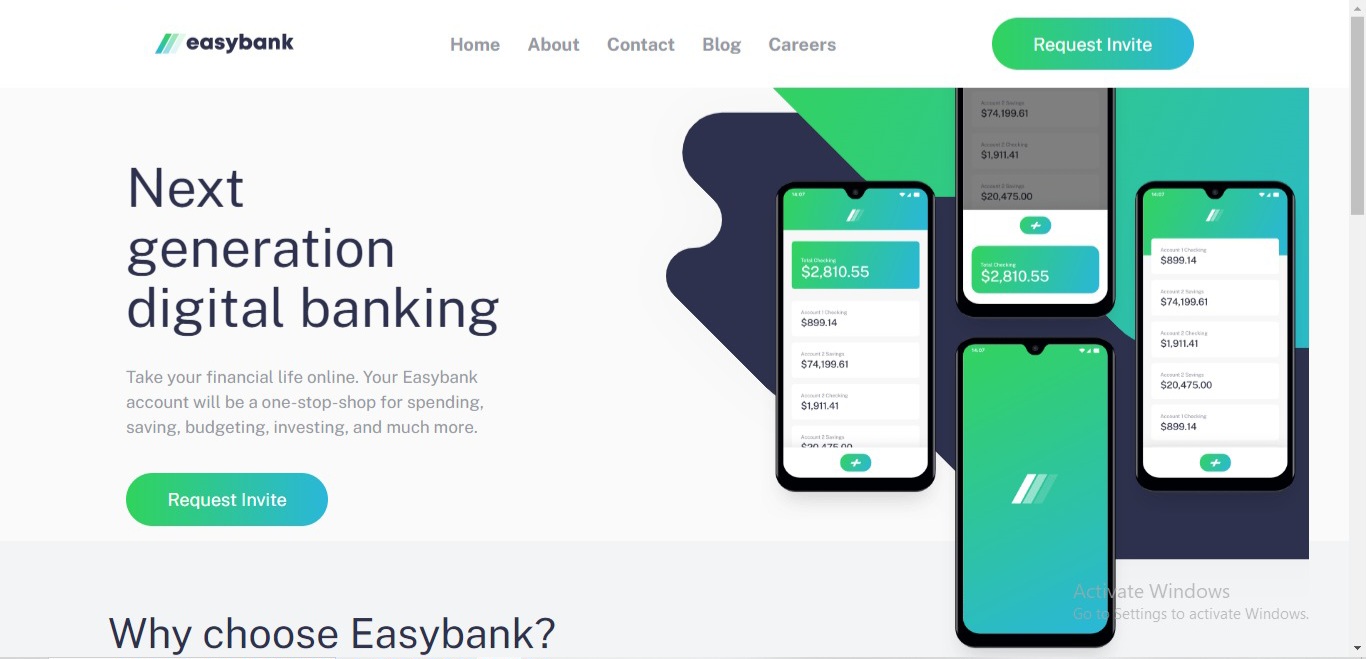 easybank
Home About Contact Blog Careers
Request Invite
Next
generation
digital banking
Take your financial life online. Your Easybank
account will be a one-stop-shop for spending,
saving, budgeting, investing, and much more.
Request Invite
14:07
Total Checking
$2,810.55
Account 1 Checking
$899.14
Account 2 Savings
$74,199.61
Account 2 Checking
$1,911.41
Account 2 Savings
$20,475.00
Account 2 Savings
$74,199.61
Account 2 Checking
$1,911.41
Account 2 Savings
$20,475.00
Total Checking
$2,810.55
14:07
14:07
Account 1 Checking
$899.14
Account 2 Savings
$74,199.61
Account 2 Checking
$1,911.41
Account 2 Savings
$20,475.00
Account 1 Checking
$899.14
Why choose Easybank?
Activate Windows
Go to Settings to activate Windows.